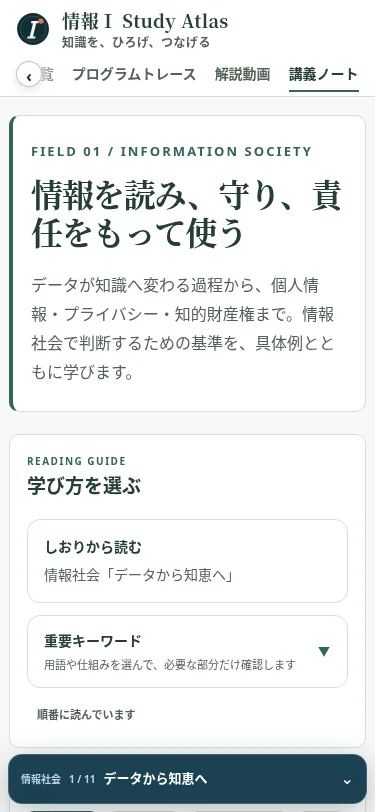 情報 I Study Atlas
知識を、ひろげ、つなげる
覧 プログラムトレース 解説動画 講義ノート
FIELD 01 / INFORMATION SOCIETY
情報を読み、守り、責
任をもって使う
データが知識へ変わる過程から、個人情
報・プライバシー・知的財産権まで。情報
社会で判断するための基準を、具体例とと
もに学びます。
READING GUIDE
学び方を選ぶ
しおりから読む
情報社会「データから知恵へ」
重要キーワード
用語や仕組みを選んで、必要な部分だけ確認します
順番に読んでいます
情報社会 1 / 11 データから知恵へ